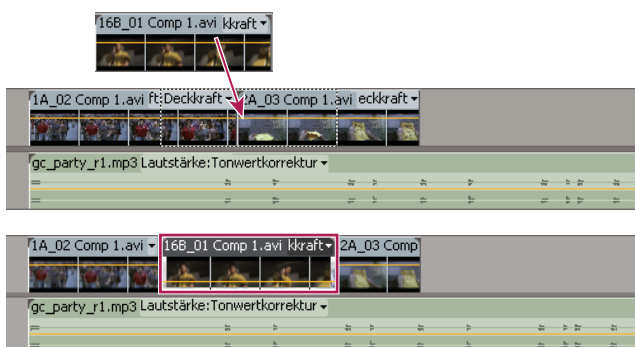 16B_01 Comp 1.avi kkraft
1A_02 Comp 1.avi ft:Deckkraft 2A_03 Comp 1.avi eckkraft
gc_party_r1.mp3 Lautstärke:Tonwertkorrektur
1A_02 Comp 1.avi 16B_01 Comp 1.avi kkraft 2A_03 Comp
gc_party_r1.mp3 Lautstärke:Tonwertkorrektur